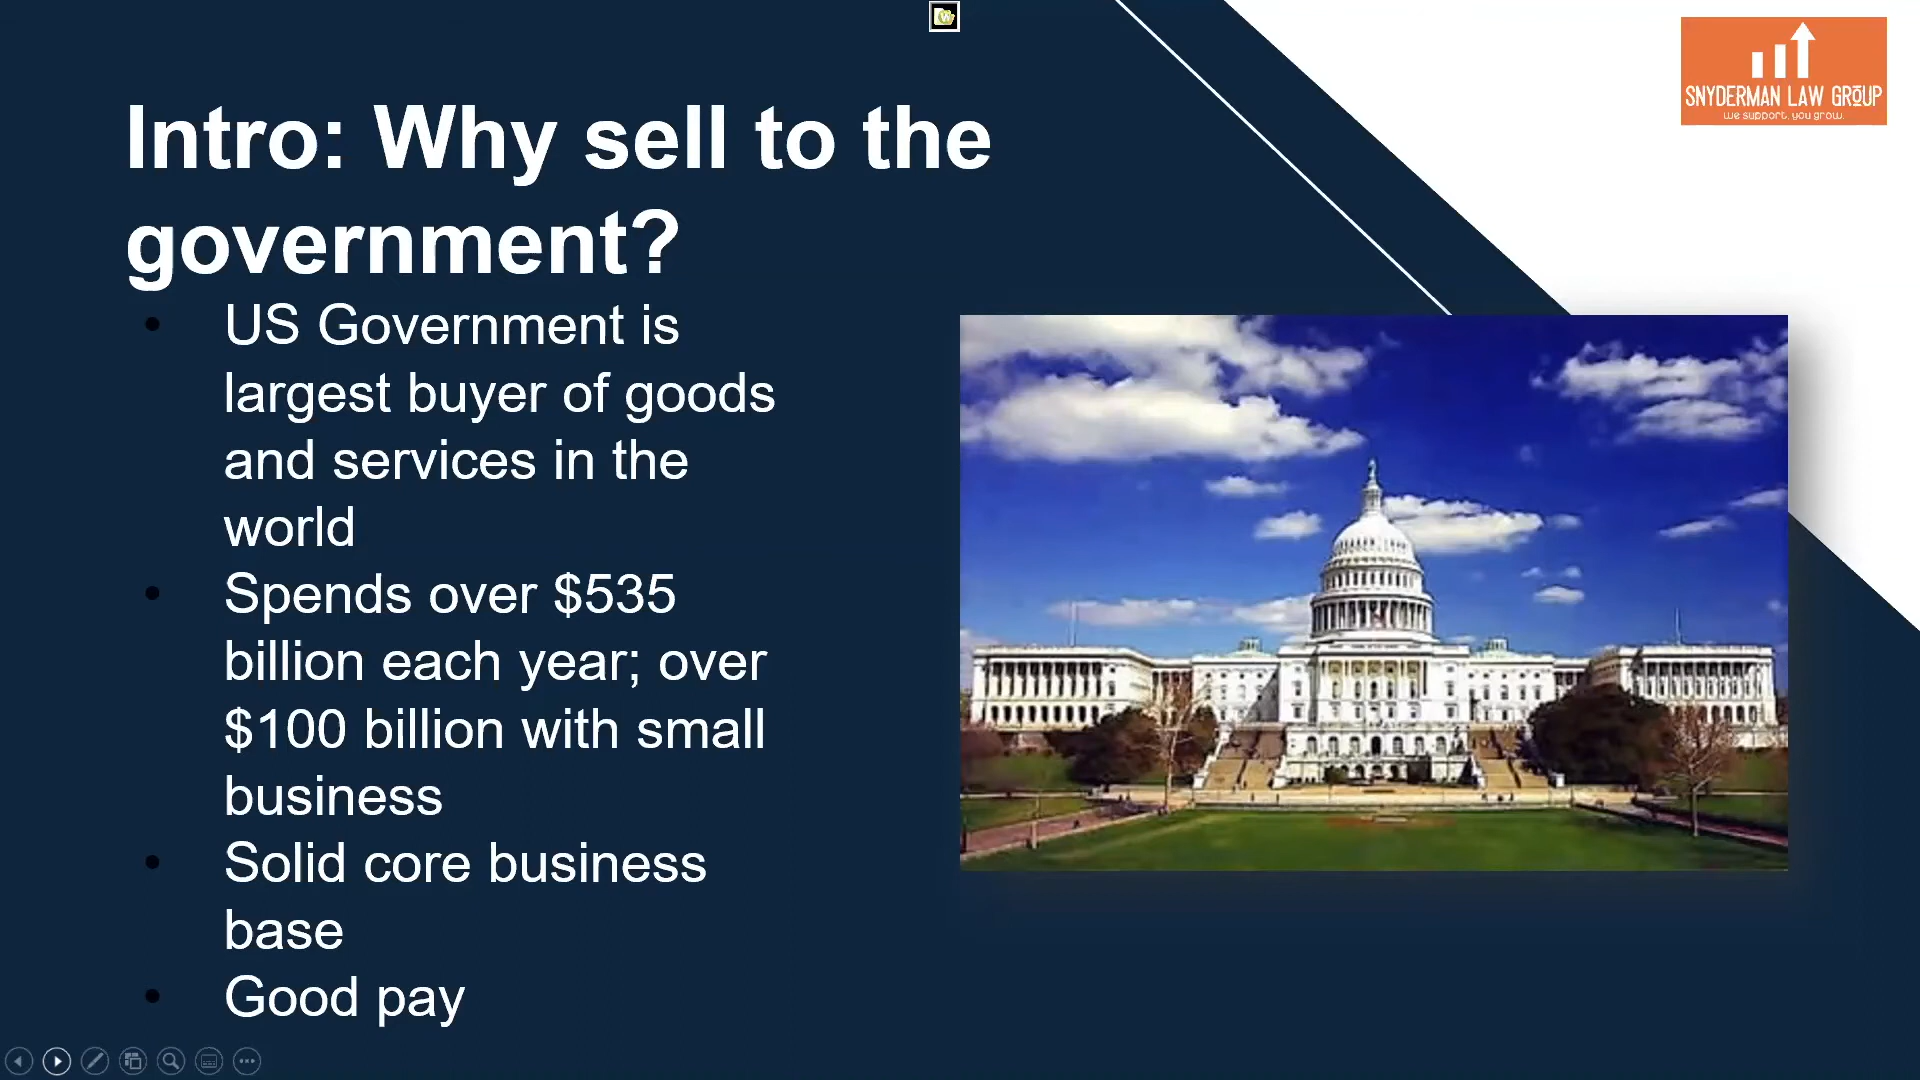 SNYDERMAN LAW GROUP
we support. you grow.
Intro: Why sell to the
government?
• US Government is
largest buyer of goods
and services in the
world
• Spends over $535
billion each year; over
$100 billion with small
business
• Solid core business
base
• Good pay